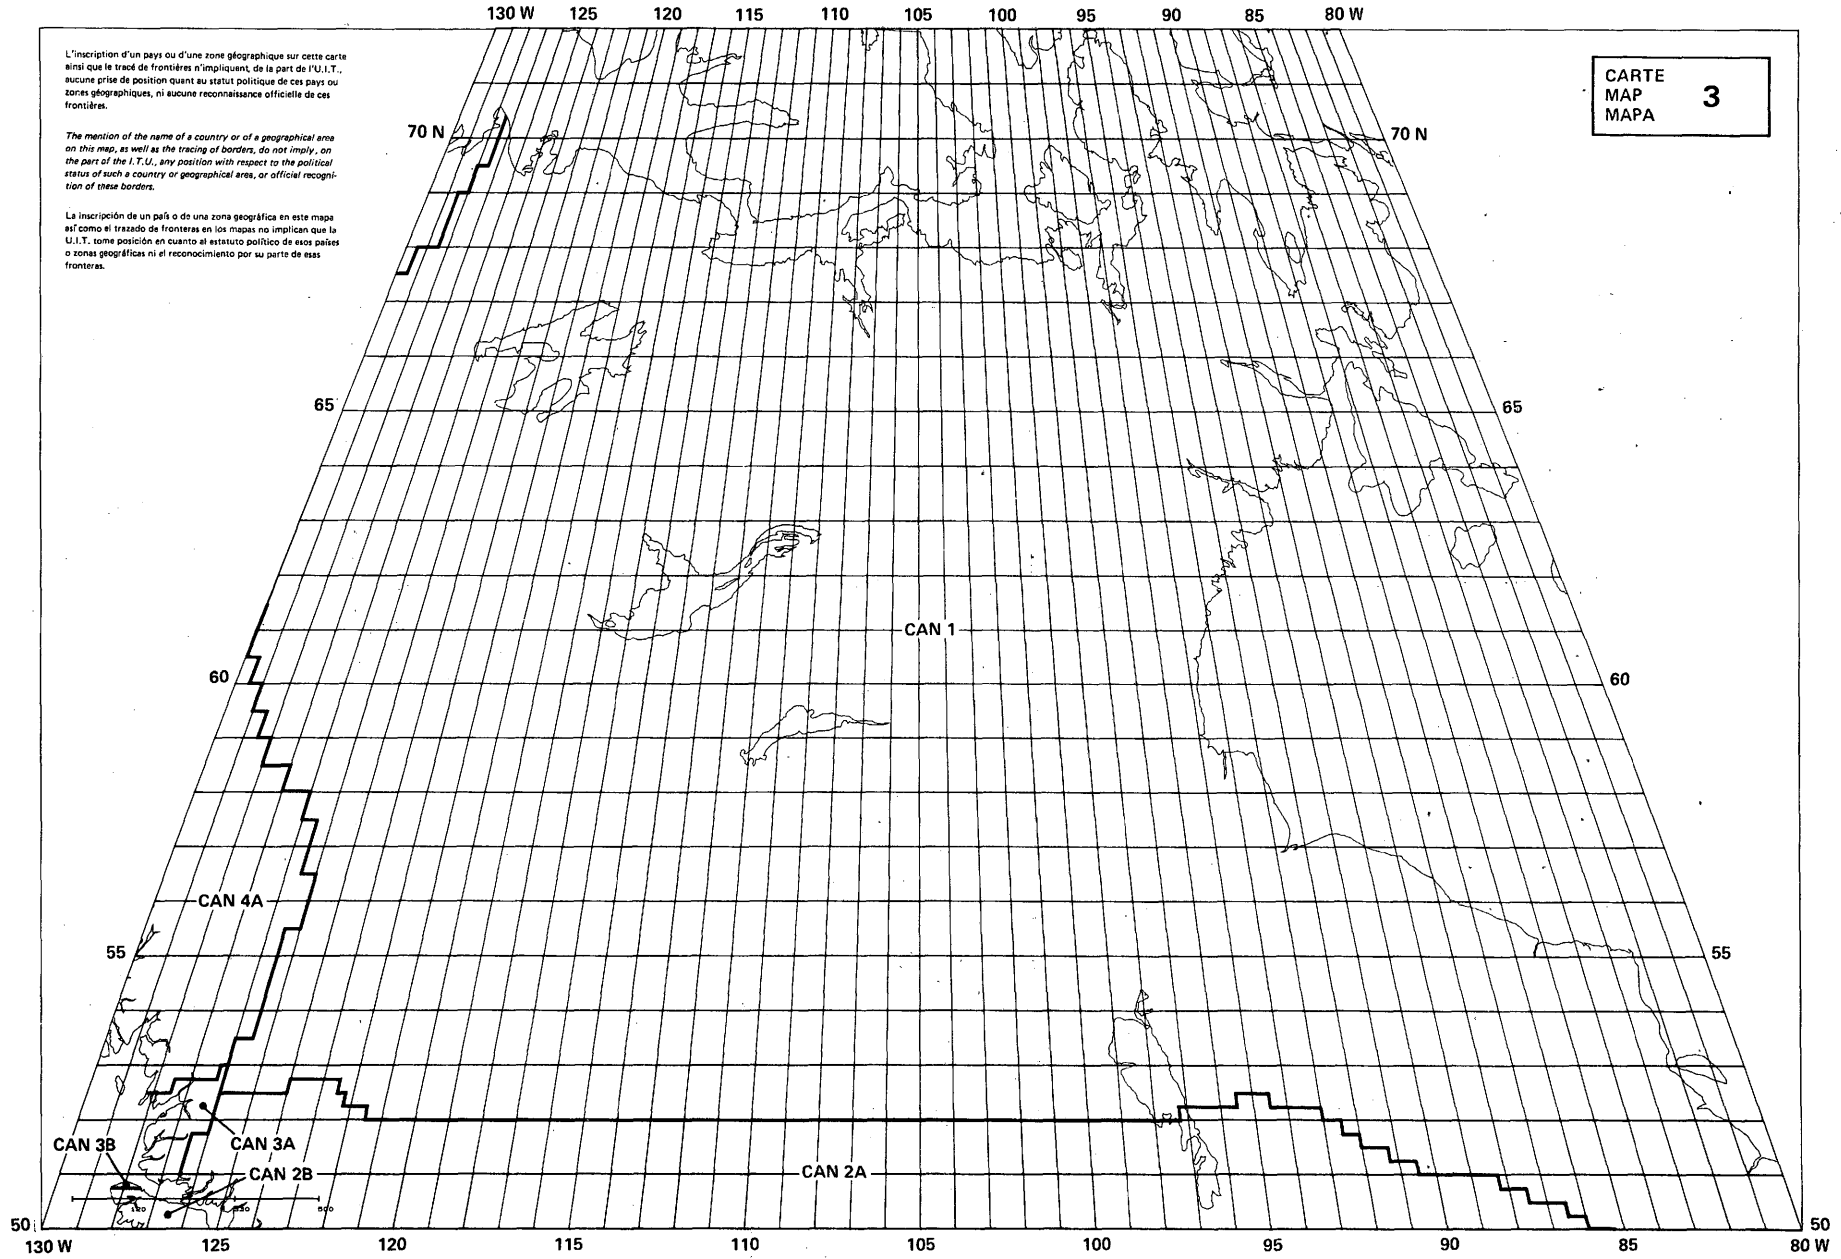 130 W 125 120 115 110 105 100 95 90 85 80 W
L'inscription d'un pays ou d'une zone géographique sur cette carte
ainsi que le tracé de frontières n'impliquent, de la part de l'U.I.T.,
aucune prise de position quant au statut politique de ces pays ou
zones géographiques, ni aucune reconnaissance officielle de ces
frontières.
The mention of the name of a country or of a geographical area
on this map, as well as the tracing of borders, do not imply, on
the part of the I.T.U., any position with respect to the political
status of such a country or geographical area, or official recogni-
tion of these borders.
La inscripción de un país o de una zona geográfica en este mapa
así como el trazado de fronteras en los mapas no implican que la
U.I.T. tome posición en cuanto al estatuto político de esos países
o zonas geográficas ni el reconocimiento por su parte de esas
fronteras.
CARTE
MAP 3
MAPA
70 N 70 N
65 65
CAN 1
60 60
CAN 4A
55 55
CAN 3B CAN 3A
CAN 2B CAN 2A
500
50 50
130 W 125 120 115 110 105 100 95 90 85 80 W